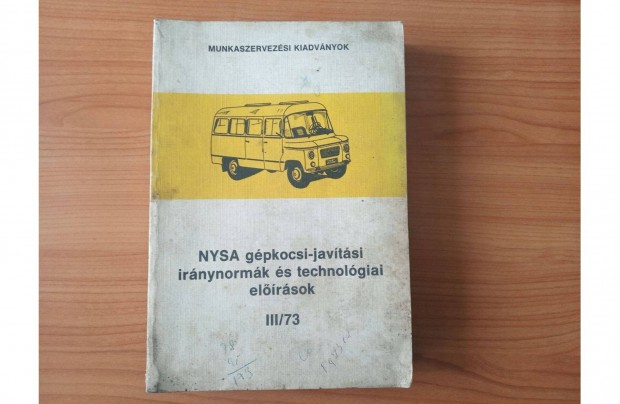 MUNKASZERVEZÉSI KIADVÁNYOK
NYSA gépkocsi-javítási
iránynormák és technológiai
előírások
III/73